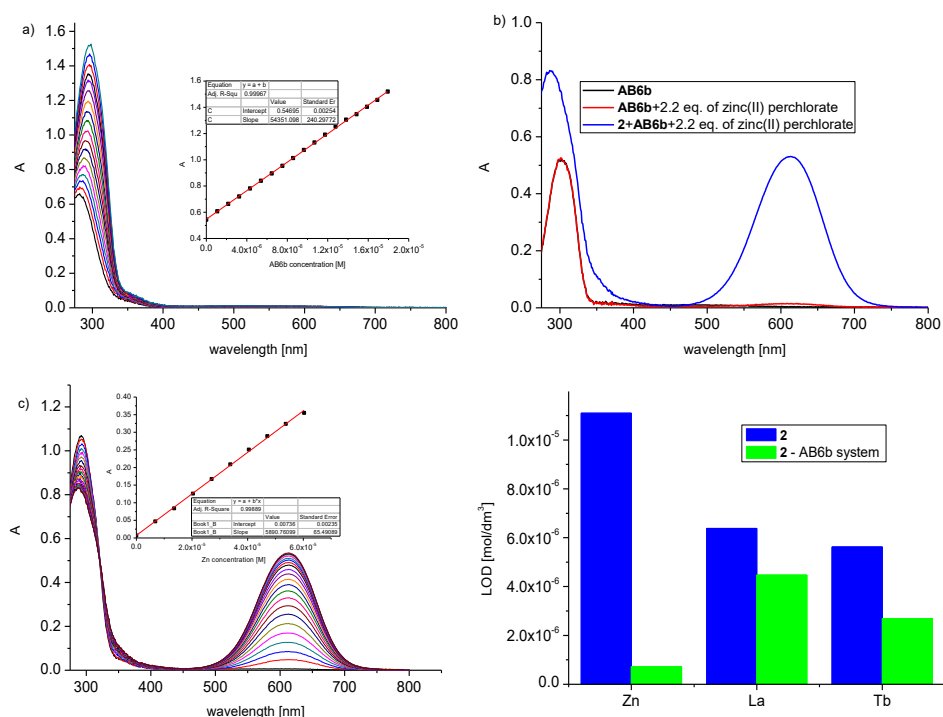 a)
A
1.6
1.4
1.2
1.0
0.8
0.6
0.4
0.2
0.0
300 400 500 600 700 800
wavelength [nm]
A
1.6
1.4
1.2
1.0
0.8
0.6
0.4
0.0 4.0x10⁻⁶ 8.0x10⁻⁶ 1.2x10⁻⁵ 1.6x10⁻⁵ 2.0x10⁻⁵
AB6b concentration [M]
Equation y = a + b
Adj. R-Squ 0.99967
Value Standard Er
C Intercept 0.54695 0.00254
C Slope 54351.098 240.29772
b)
A
1.0
0.8
0.6
0.4
0.2
0.0
300 400 500 600 700 800
wavelength [nm]
AB6b
AB6b+2.2 eq. of zinc(II) perchlorate
2+AB6b+2.2 eq. of zinc(II) perchlorate
c)
A
1.2
1.0
0.8
0.6
0.4
0.2
0.0
300 400 500 600 700 800
wavelength [nm]
A
0.40
0.35
0.30
0.25
0.20
0.15
0.10
0.05
0.00
Equation y = a + b*x
Adj. R-Square 0.99889
Value Standard Error
Book1_B Intercept 0.00736 0.00235
Book1_B Slope 5890.76099 65.49089
Zn concentration [M]
LOD [mol/dm³]
1.0x10⁻⁵
8.0x10⁻⁶
6.0x10⁻⁶
4.0x10⁻⁶
2.0x10⁻⁶
0.0
Zn La Tb
2
2 - AB6b system